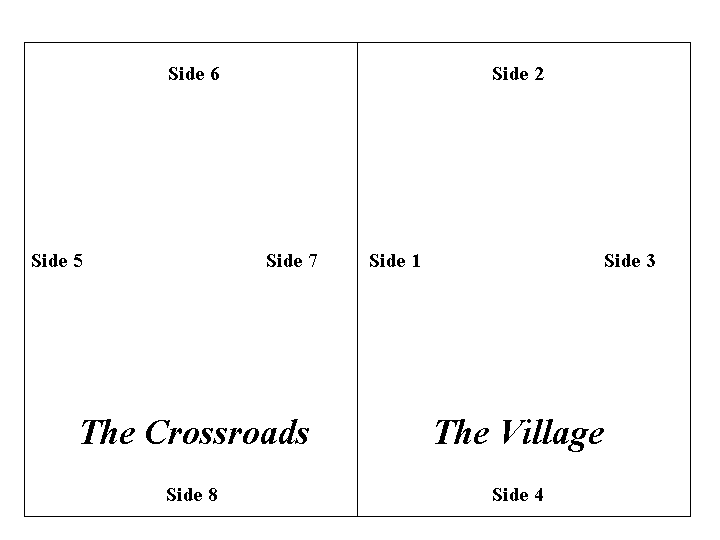 Side 6
Side 2
Side 5
Side 7
Side 1
Side 3
The Crossroads
The Village
Side 8
Side 4